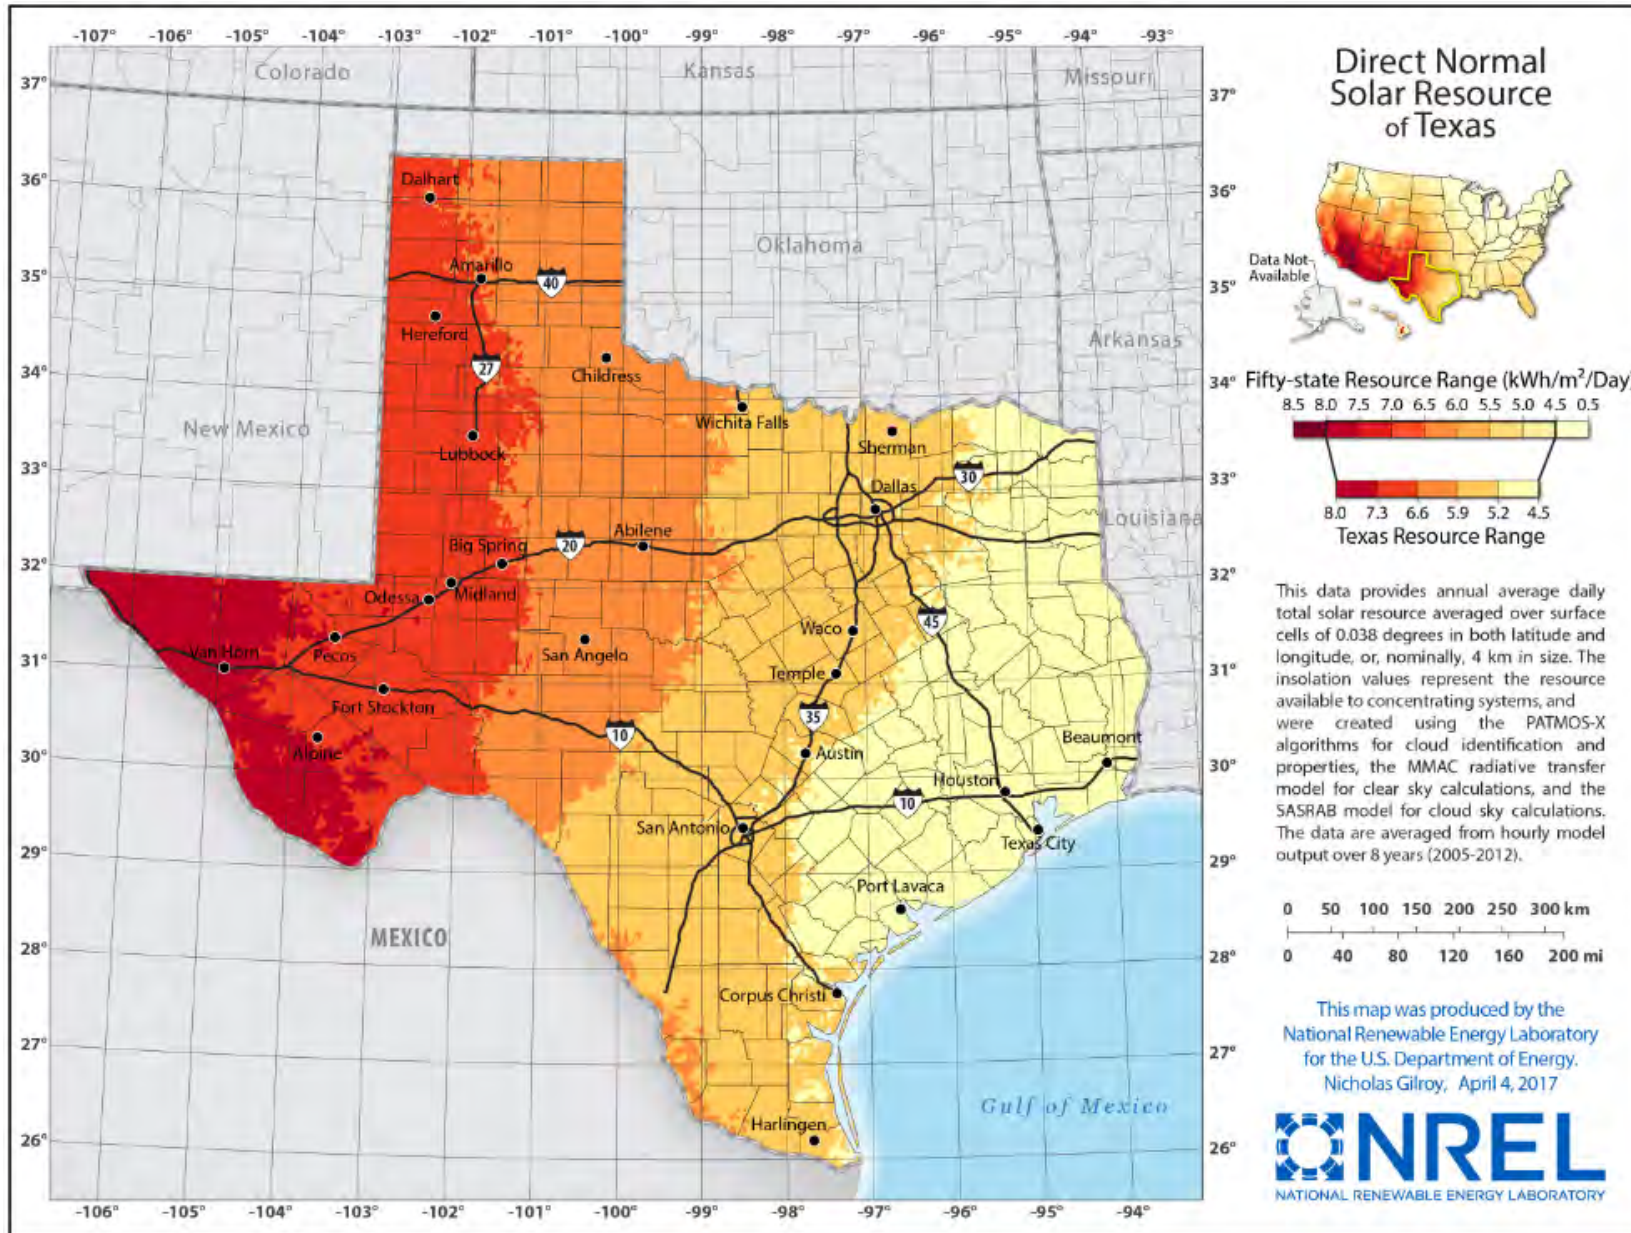 -107° -106° -105° -104° -103° -102° -101° -100° -99° -98° -97° -96° -95° -94° -93°
Colorado
Kansas
Missouri
37°
37°
36°
36°
Dalhart
Oklahoma
Amarillo
40
35°
35°
Hereford
Arkansas
27
Childress
34°
34°
New Mexico
Wichita Falls
Sherman
Lubbock
33°
30
33°
Dallas
Louisiana
Abilene
Big Spring
20
32°
32°
Odessa
Midland
45
Waco
Van Horn
Pecos
San Angelo
31°
31°
Temple
Fort Stockton
35
10
Alpine
Austin
Beaumont
30°
30°
Houston
10
San Antonio
Texas City
29°
29°
Port Lavaca
MEXICO
28°
28°
Corpus Christi
27°
27°
Gulf of Mexico
Harlingen
26°
26°
-106° -105° -104° -103° -102° -101° -100° -99° -98° -97° -96° -95° -94°
Direct Normal
Solar Resource
of Texas
Data Not
Available
Fifty-state Resource Range (kWh/m²/Day)
8.5 8.0 7.5 7.0 6.5 6.0 5.5 5.0 4.5 0.5
8.0 7.3 6.6 5.9 5.2 4.5
Texas Resource Range
This data provides annual average daily
total solar resource averaged over surface
cells of 0.038 degrees in both latitude and
longitude, or, nominally, 4 km in size. The
insolation values represent the resource
available to concentrating systems, and
were created using the PATMOS-X
algorithms for cloud identification and
properties, the MMAC radiative transfer
model for clear sky calculations, and the
SASRAB model for cloud sky calculations.
The data are averaged from hourly model
output over 8 years (2005-2012).
0 50 100 150 200 250 300 km
0 40 80 120 160 200 mi
This map was produced by the
National Renewable Energy Laboratory
for the U.S. Department of Energy.
Nicholas Gilroy, April 4, 2017
NREL
NATIONAL RENEWABLE ENERGY LABORATORY